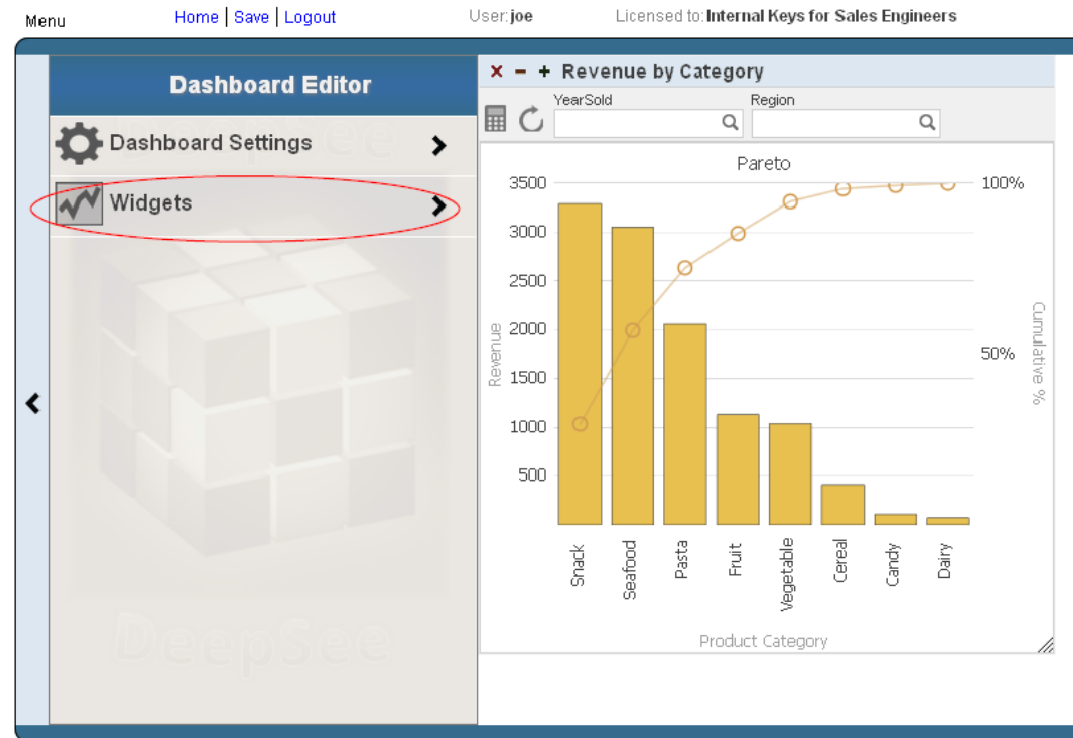 Menu Home | Save | Logout User: joe Licensed to: Internal Keys for Sales Engineers
Dashboard Editor
Dashboard Settings
Widgets
DeepSee
DeepSee
x - + Revenue by Category
YearSold Region
Pareto
3500 100%
3000
2500
2000
50%
1500
1000
500
Revenue
Cumulative %
Snack Seafood Pasta Fruit Vegetable Cereal Candy Dairy
Product Category